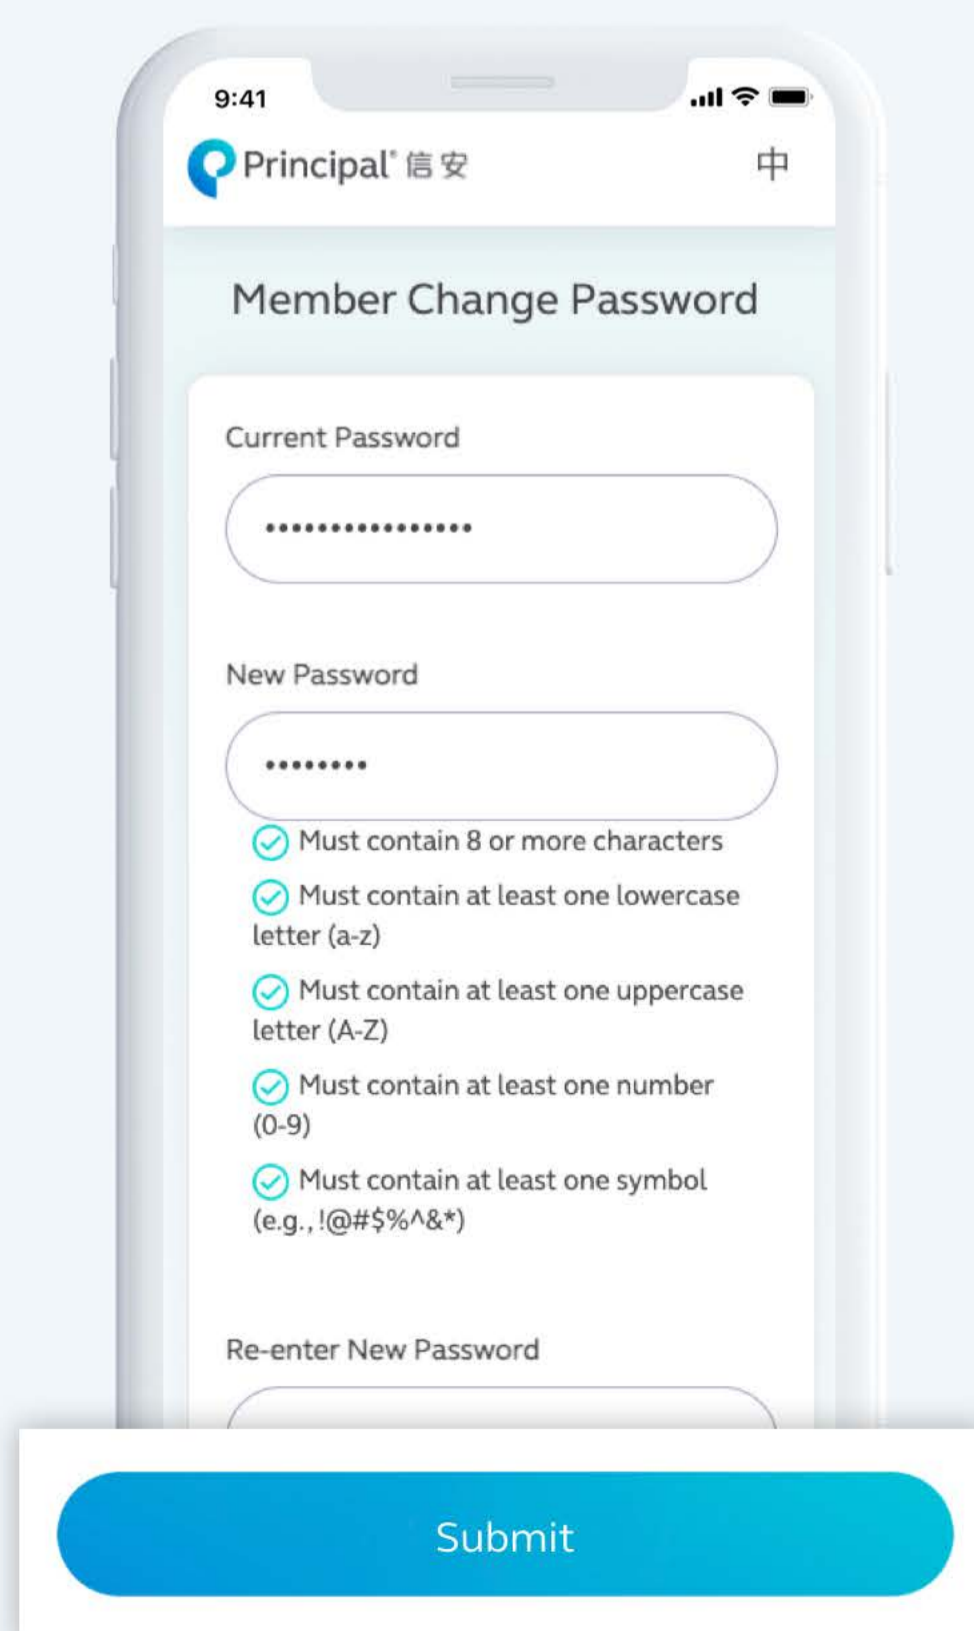 9:41
Principal® 信安 中
Member Change Password
Current Password
••••••••••••••••
New Password
••••••••
Must contain 8 or more characters
Must contain at least one lowercase
letter (a-z)
Must contain at least one uppercase
letter (A-Z)
Must contain at least one number
(0-9)
Must contain at least one symbol
(e.g., !@#$%^&*)
Re-enter New Password
Submit